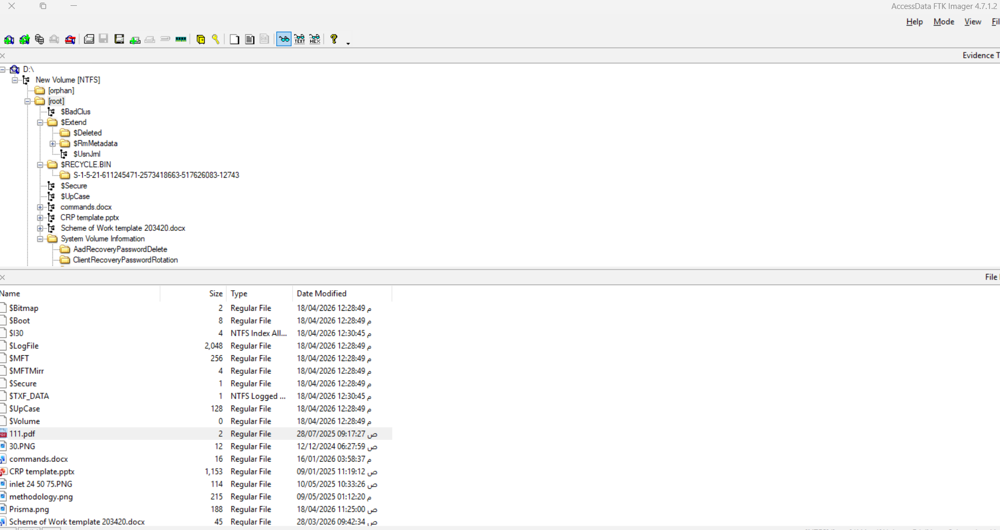 AccessData FTK Imager 4.7.1.2
Help Mode View
TEXT HEX
Evidence
D:\
New Volume [NTFS]
[orphan]
[root]
$BadClus
$Extend
$Deleted
$RmMetadata
$UsnJrnl
$RECYCLE.BIN
S-1-5-21-611245471-2573418663-517626083-12743
$Secure
$UpCase
commands.docx
CRP template.pptx
Scheme of Work template 203420.docx
System Volume Information
AadRecoveryPasswordDelete
ClientRecoveryPasswordRotation
File
Name Size Type Date Modified
$Bitmap 2 Regular File 18/04/2026 12:28:49 م
$Boot 8 Regular File 18/04/2026 12:28:49 م
$I30 4 NTFS Index All... 18/04/2026 12:30:45 م
$LogFile 2,048 Regular File 18/04/2026 12:28:49 م
$MFT 256 Regular File 18/04/2026 12:28:49 م
$MFTMirr 4 Regular File 18/04/2026 12:28:49 م
$Secure 1 Regular File 18/04/2026 12:28:49 م
$TXF_DATA 1 NTFS Logged ... 18/04/2026 12:30:45 م
$UpCase 128 Regular File 18/04/2026 12:28:49 م
$Volume 0 Regular File 18/04/2026 12:28:49 م
111.pdf 2 Regular File 28/07/2025 09:17:27 ص
30.PNG 12 Regular File 12/12/2024 06:27:59 ص
commands.docx 16 Regular File 16/01/2026 03:58:37 م
CRP template.pptx 1,153 Regular File 09/01/2025 11:19:12 ص
inlet 24 50 75.PNG 114 Regular File 10/05/2025 10:33:26 ص
methodology.png 215 Regular File 09/05/2025 01:12:20 م
Prisma.png 188 Regular File 18/04/2026 11:25:00 ص
Scheme of Work template 203420.docx 45 Regular File 28/03/2026 09:42:34 ص